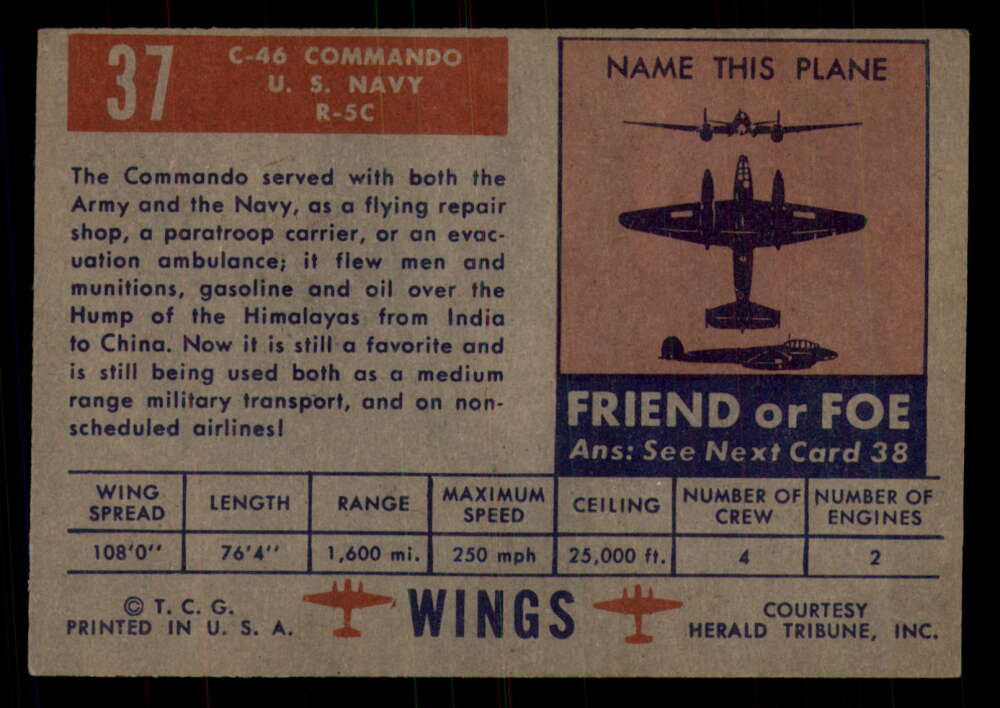 37
C-46 COMMANDO
U. S. NAVY
R-5C
The Commando served with both the
Army and the Navy, as a flying repair
shop, a paratroop carrier, or an evac-
uation ambulance; it flew men and
munitions, gasoline and oil over the
Hump of the Himalayas from India
to China. Now it is still a favorite and
is still being used both as a medium
range military transport, and on non-
scheduled airlines!
NAME THIS PLANE
FRIEND or FOE
Ans: See Next Card 38
WING SPREAD
LENGTH
RANGE
MAXIMUM SPEED
CEILING
NUMBER OF CREW
NUMBER OF ENGINES
108'0''
76'4''
1,600 mi.
250 mph
25,000 ft.
4
2
© T. C. G.
PRINTED IN U. S. A.
WINGS
COURTESY
HERALD TRIBUNE, INC.